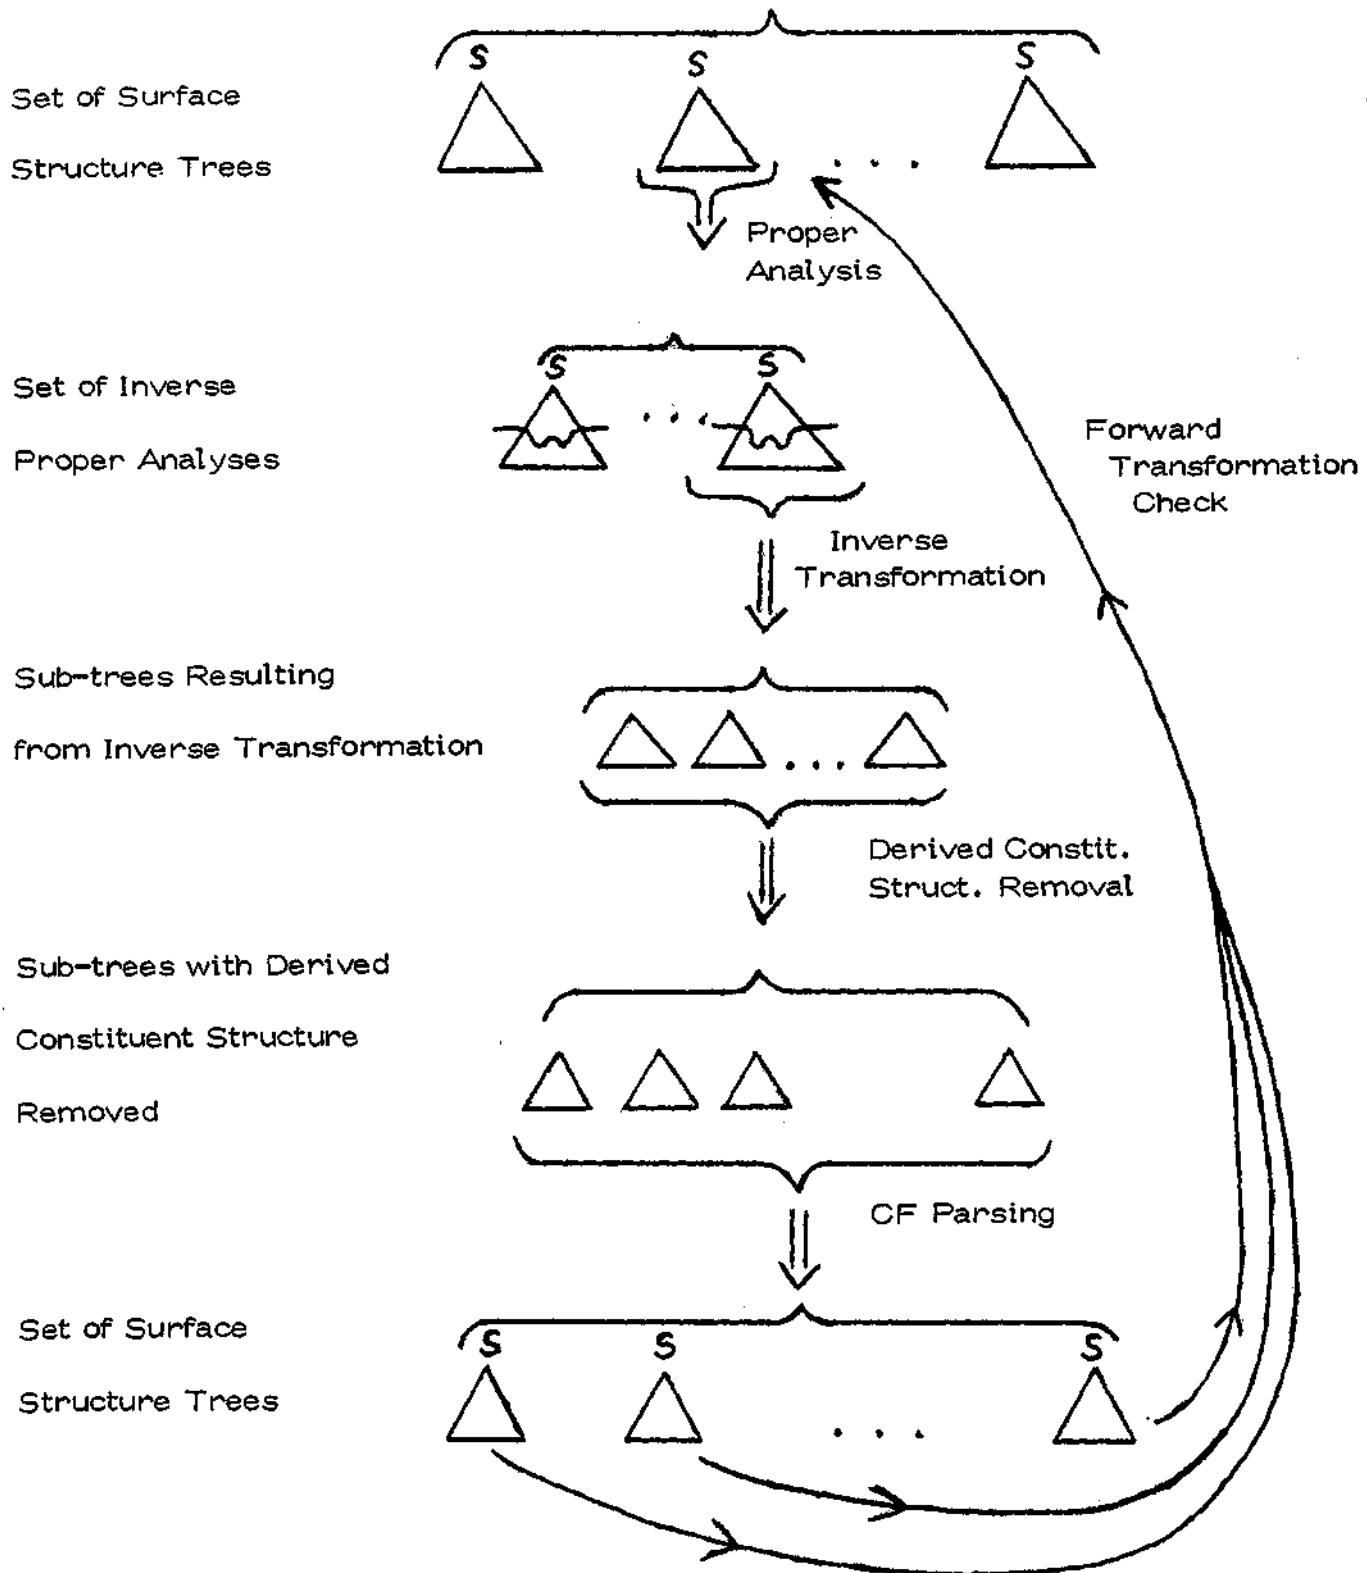 S S S
Set of Surface
Structure Trees
. . .
Proper
Analysis
S S
Set of Inverse
. . .
Proper Analyses
Forward
Transformation
Check
Inverse
Transformation
Sub-trees Resulting
from Inverse Transformation
. . .
Derived Constit.
Struct. Removal
Sub-trees with Derived
Constituent Structure
Removed
CF Parsing
Set of Surface
S S S
Structure Trees
. . .